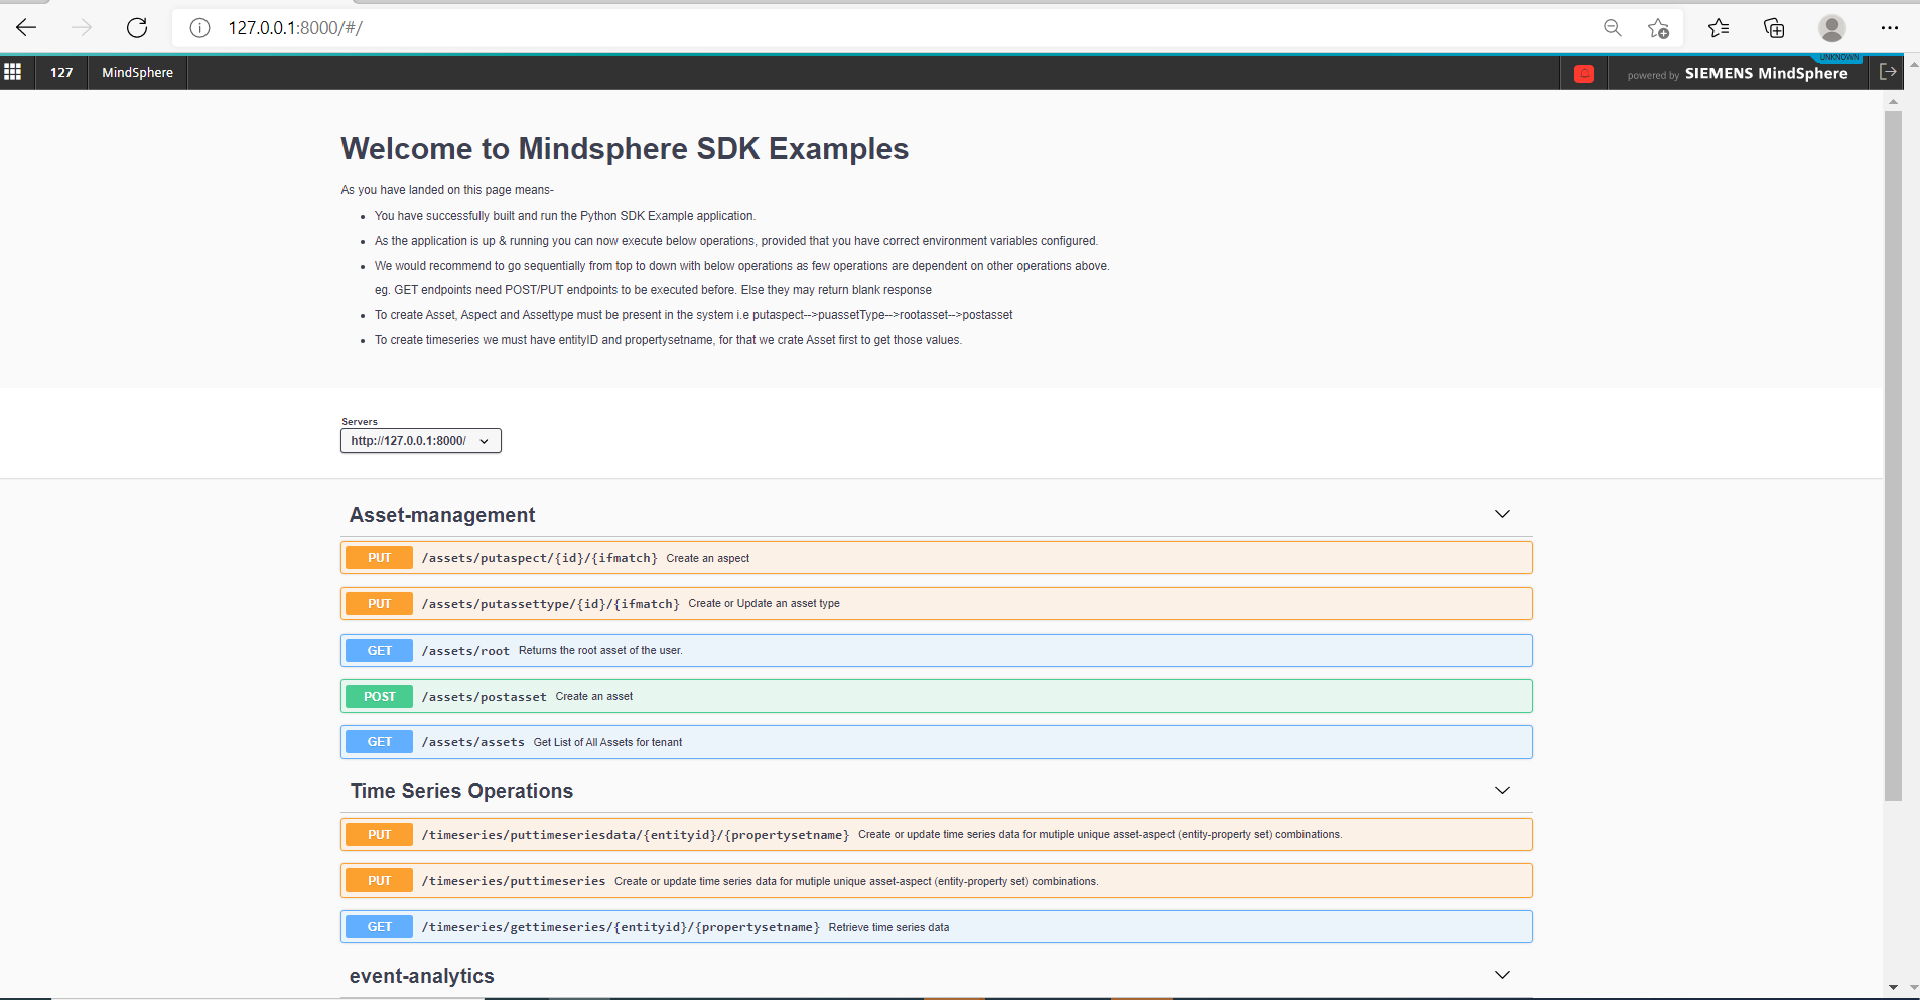 127.0.0.1:8000/#/
127
MindSphere
powered by SIEMENS MindSphere
UNKNOWN
Welcome to Mindsphere SDK Examples
As you have landed on this page means-
You have successfully built and run the Python SDK Example application.
As the application is up & running you can now execute below operations, provided that you have correct environment variables configured.
We would recommend to go sequentially from top to down with below operations as few operations are dependent on other operations above.
eg. GET endpoints need POST/PUT endpoints to be executed before. Else they may return blank response
To create Asset, Aspect and Assettype must be present in the system i.e putaspect-->puassetType-->rootasset-->postasset
To create timeseries we must have entityID and propertysetname, for that we crate Asset first to get those values.
Servers
http://127.0.0.1:8000/
Asset-management
PUT /assets/putaspect/{id}/{ifmatch} Create an aspect
PUT /assets/putassettype/{id}/{ifmatch} Create or Update an asset type
GET /assets/root Returns the root asset of the user.
POST /assets/postasset Create an asset
GET /assets/assets Get List of All Assets for tenant
Time Series Operations
PUT /timeseries/puttimeseriesdata/{entityid}/{propertysetname} Create or update time series data for mutiple unique asset-aspect (entity-property set) combinations.
PUT /timeseries/puttimeseries Create or update time series data for mutiple unique asset-aspect (entity-property set) combinations.
GET /timeseries/gettimeseries/{entityid}/{propertysetname} Retrieve time series data
event-analytics